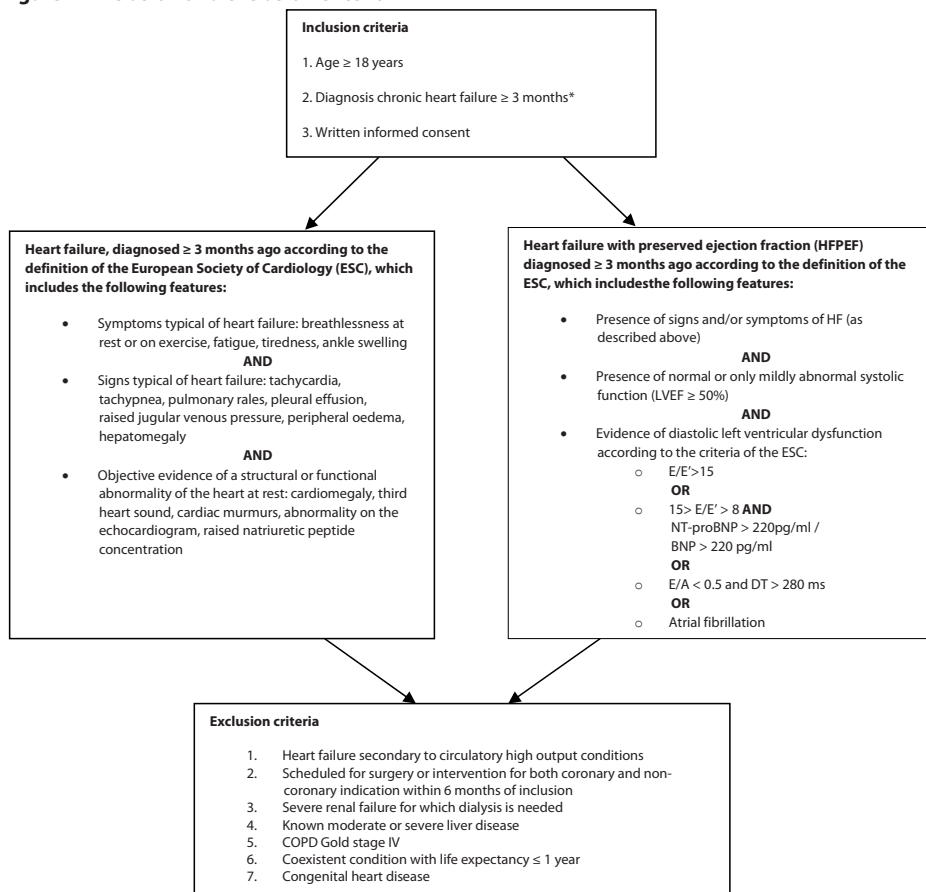 Inclusion criteria
1. Age ≥ 18 years
2. Diagnosis chronic heart failure ≥ 3 months*
3. Written informed consent
Heart failure, diagnosed ≥ 3 months ago according to the
definition of the European Society of Cardiology (ESC), which
includes the following features:
• Symptoms typical of heart failure: breathlessness at
rest or on exercise, fatigue, tiredness, ankle swelling
AND
• Signs typical of heart failure: tachycardia,
tachypnea, pulmonary rales, pleural effusion,
raised jugular venous pressure, peripheral oedema,
hepatomegaly
AND
• Objective evidence of a structural or functional
abnormality of the heart at rest: cardiomegaly, third
heart sound, cardiac murmurs, abnormality on the
echocardiogram, raised natriuretic peptide
concentration
Heart failure with preserved ejection fraction (HFPEF)
diagnosed ≥ 3 months ago according to the definition of the
ESC, which includesthe following features:
• Presence of signs and/or symptoms of HF (as
described above)
AND
• Presence of normal or only mildly abnormal systolic
function (LVEF ≥ 50%)
AND
• Evidence of diastolic left ventricular dysfunction
according to the criteria of the ESC:
○ E/E'>15
OR
○ 15> E/E' > 8 AND
NT-proBNP > 220pg/ml /
BNP > 220 pg/ml
OR
○ E/A < 0.5 and DT > 280 ms
OR
○ Atrial fibrillation
Exclusion criteria
1. Heart failure secondary to circulatory high output conditions
2. Scheduled for surgery or intervention for both coronary and non-
coronary indication within 6 months of inclusion
3. Severe renal failure for which dialysis is needed
4. Known moderate or severe liver disease
5. COPD Gold stage IV
6. Coexistent condition with life expectancy ≤ 1 year
7. Congenital heart disease